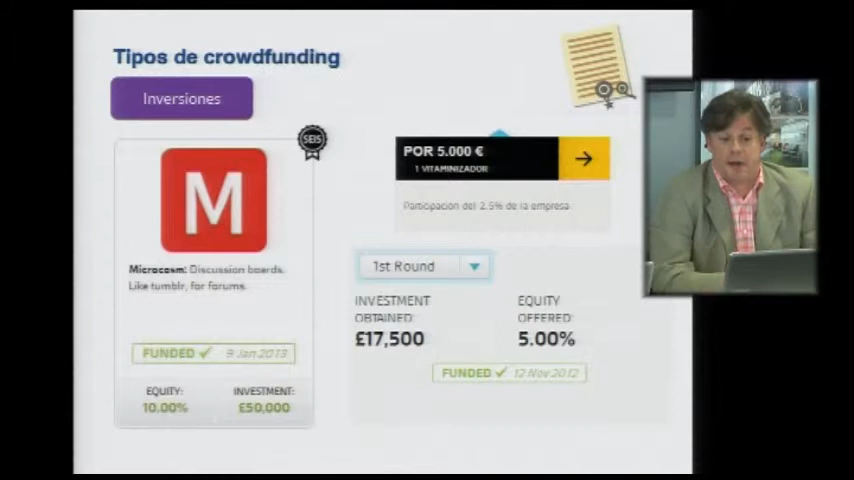 Tipos de crowdfunding
Inversiones
SEIS
M
Microcosm: Discussion boards.
Like tumblr, for forums.
FUNDED ✓ 9 Jan 2013
EQUITY: INVESTMENT:
10.00% £50,000
POR 5.000 €
1 VITAMINIZADOR
Participacion del 2.5% de la empresa
1st Round
INVESTMENT OBTAINED:
£17,500
EQUITY OFFERED:
5.00%
FUNDED ✓ 12 Nov 2012